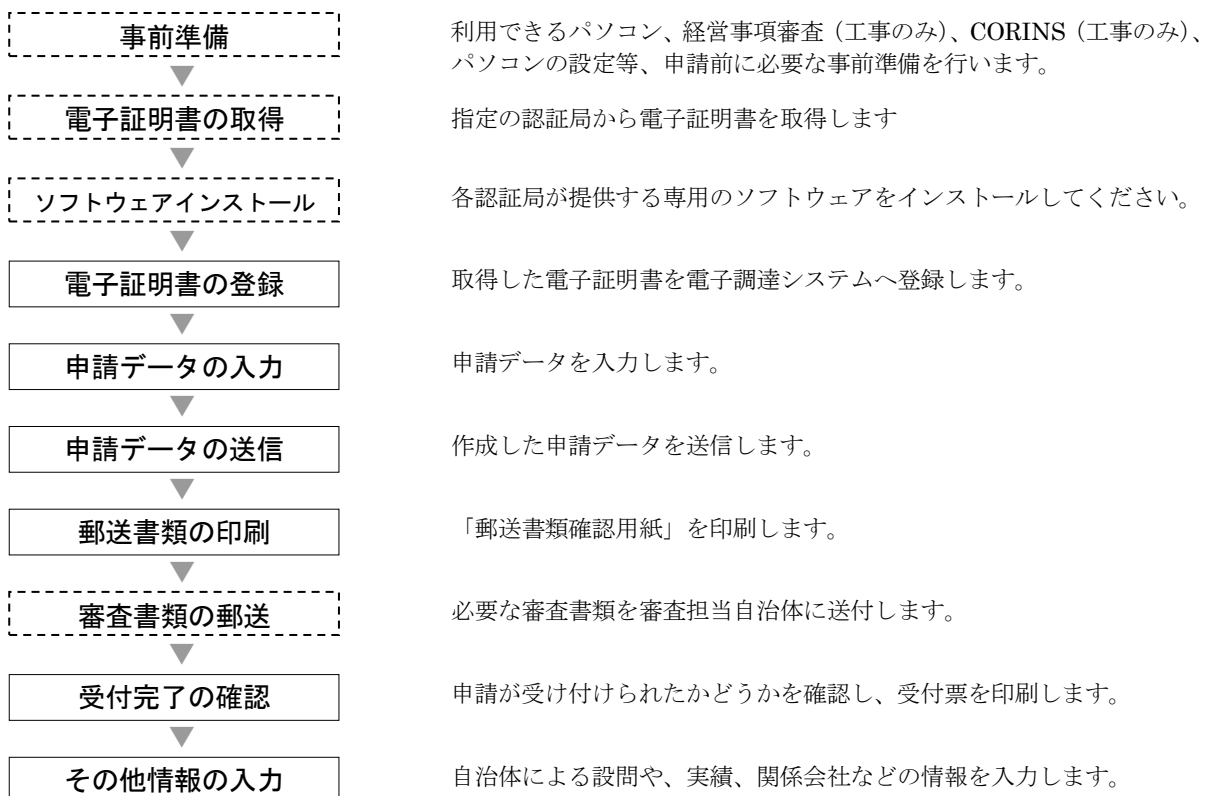 事前準備
利用できるパソコン、経営事項審査（工事のみ）、CORINS（工事のみ）、
パソコンの設定等、申請前に必要な事前準備を行います。
電子証明書の取得
指定の認証局から電子証明書を取得します
ソフトウェアインストール
各認証局が提供する専用のソフトウェアをインストールしてください。
電子証明書の登録
取得した電子証明書を電子調達システムへ登録します。
申請データの入力
申請データを入力します。
申請データの送信
作成した申請データを送信します。
郵送書類の印刷
「郵送書類確認用紙」を印刷します。
審査書類の郵送
必要な審査書類を審査担当自治体に送付します。
受付完了の確認
申請が受け付けられたかどうかを確認し、受付票を印刷します。
その他情報の入力
自治体による設問や、実績、関係会社などの情報を入力します。